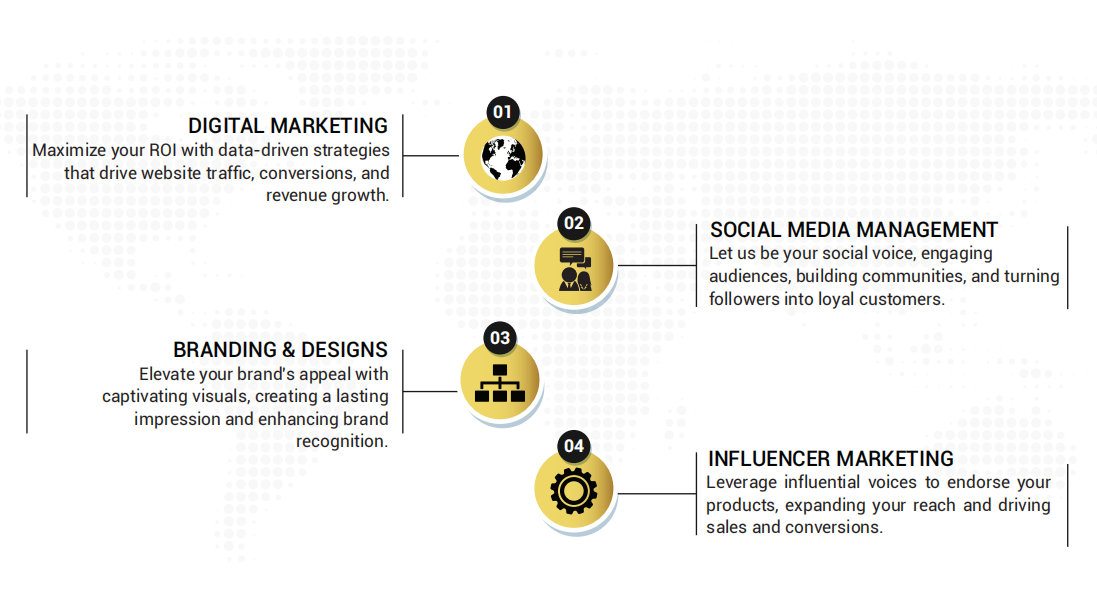 01
DIGITAL MARKETING
Maximize your ROI with data-driven strategies
that drive website traffic, conversions, and
revenue growth.
02
SOCIAL MEDIA MANAGEMENT
Let us be your social voice, engaging
audiences, building communities, and turning
followers into loyal customers.
03
BRANDING & DESIGNS
Elevate your brand's appeal with
captivating visuals, creating a lasting
impression and enhancing brand
recognition.
04
INFLUENCER MARKETING
Leverage influential voices to endorse your
products, expanding your reach and driving
sales and conversions.